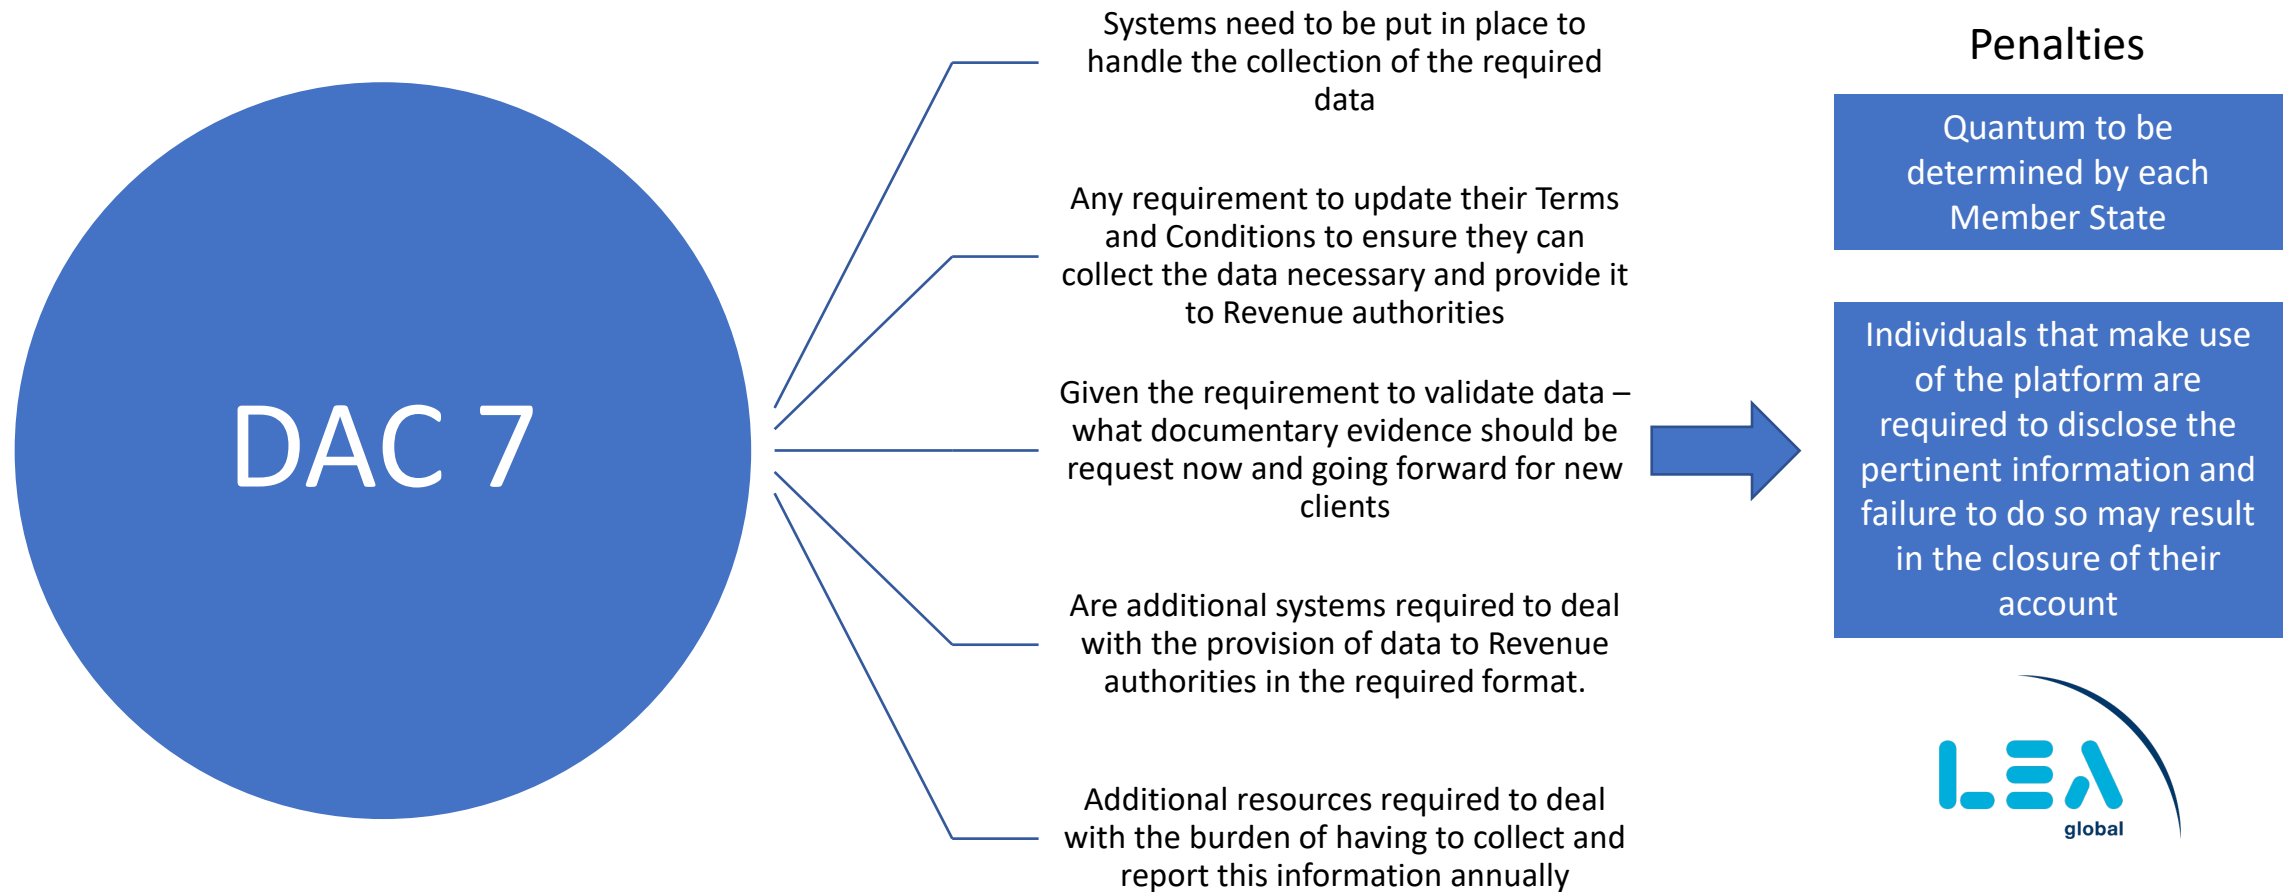 DAC 7
Systems need to be put in place to
handle the collection of the required
data
Any requirement to update their Terms
and Conditions to ensure they can
collect the data necessary and provide it
to Revenue authorities
Given the requirement to validate data –
what documentary evidence should be
request now and going forward for new
clients
Are additional systems required to deal
with the provision of data to Revenue
authorities in the required format.
Additional resources required to deal
with the burden of having to collect and
report this information annually
Penalties
Quantum to be
determined by each
Member State
Individuals that make use
of the platform are
required to disclose the
pertinent information and
failure to do so may result
in the closure of their
account
LEA
global